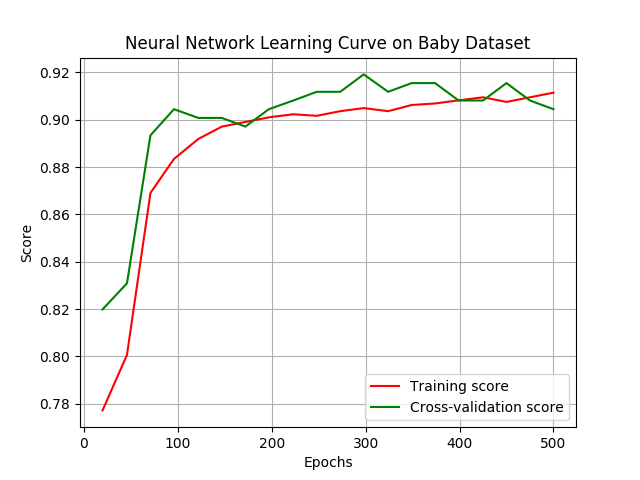 Neural Network Learning Curve on Baby Dataset
0.92
0.90
0.88
0.86
0.84
0.82
0.80
0.78
Score
0 100 200 300 400 500
Epochs
Training score
Cross-validation score